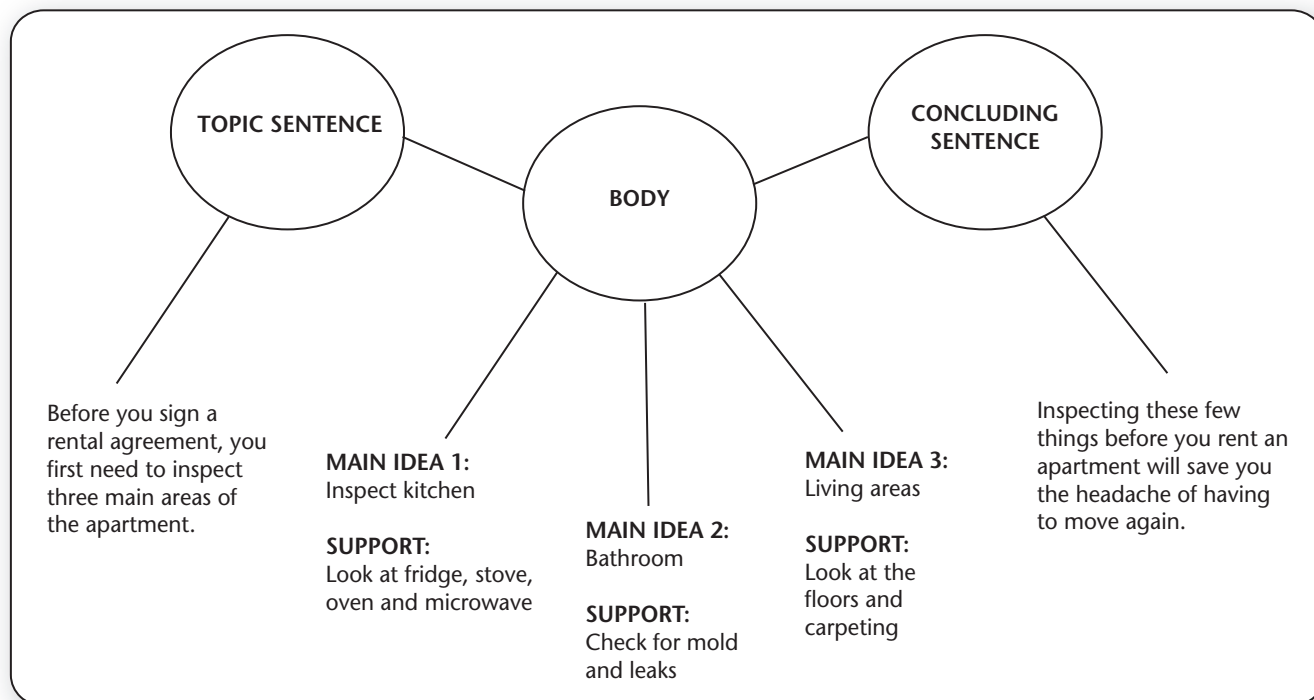 TOPIC SENTENCE
BODY
CONCLUDING
SENTENCE
Before you sign a
rental agreement, you
first need to inspect
three main areas of
the apartment.
MAIN IDEA 1:
Inspect kitchen
SUPPORT:
Look at fridge, stove,
oven and microwave
MAIN IDEA 2:
Bathroom
SUPPORT:
Check for mold
and leaks
MAIN IDEA 3:
Living areas
SUPPORT:
Look at the
floors and
carpeting
Inspecting these few
things before you rent an
apartment will save you
the headache of having
to move again.